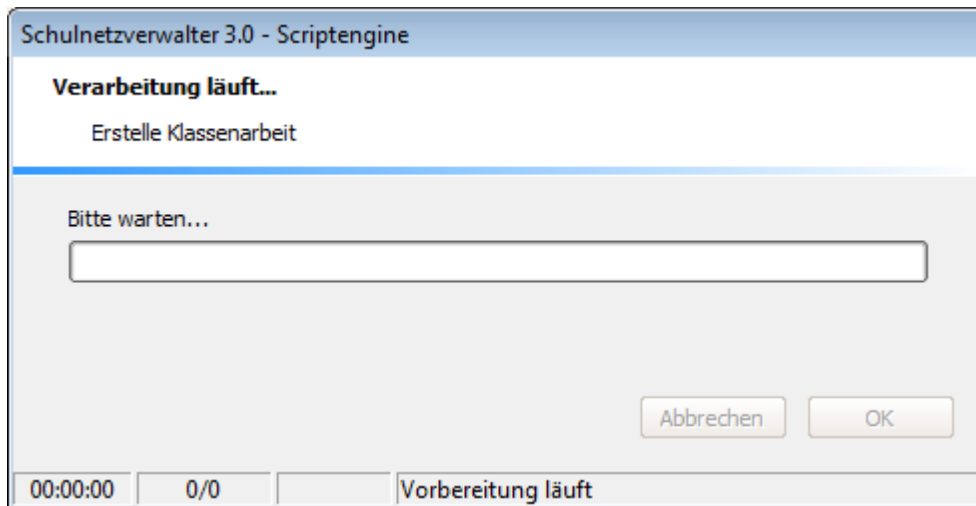 Schulnetzverwalter 3.0 - Scriptengine
Verarbeitung läuft...
Erstelle Klassenarbeit
Bitte warten...
Abbrechen OK
00:00:00 0/0 Vorbereitung läuft